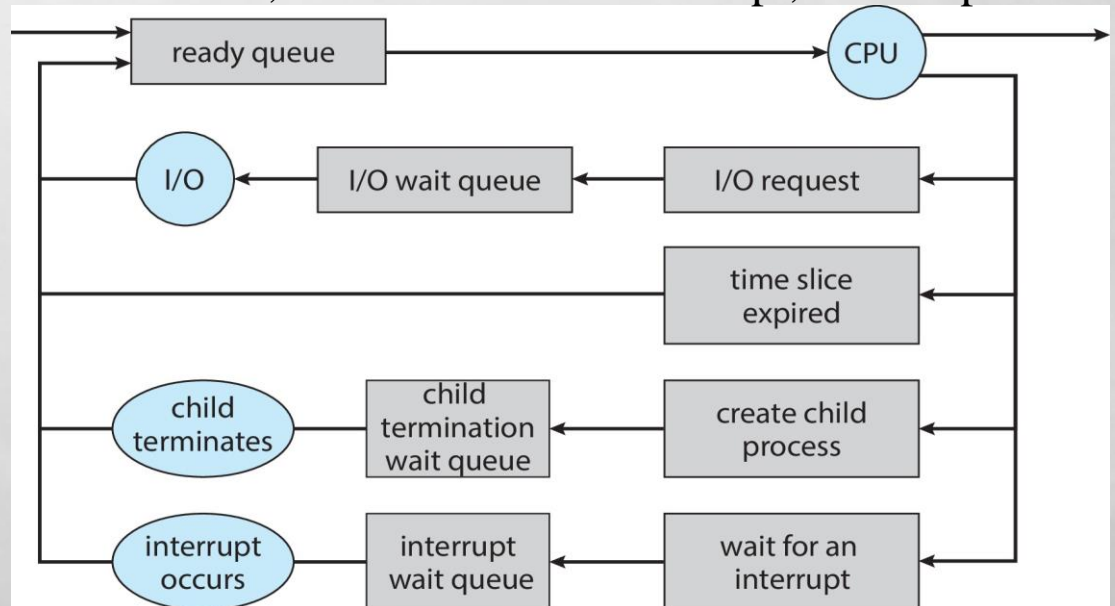 ready queue
CPU
I/O
I/O wait queue
I/O request
time slice
expired
child
terminates
child
termination
wait queue
create child
process
interrupt
occurs
interrupt
wait queue
wait for an
interrupt